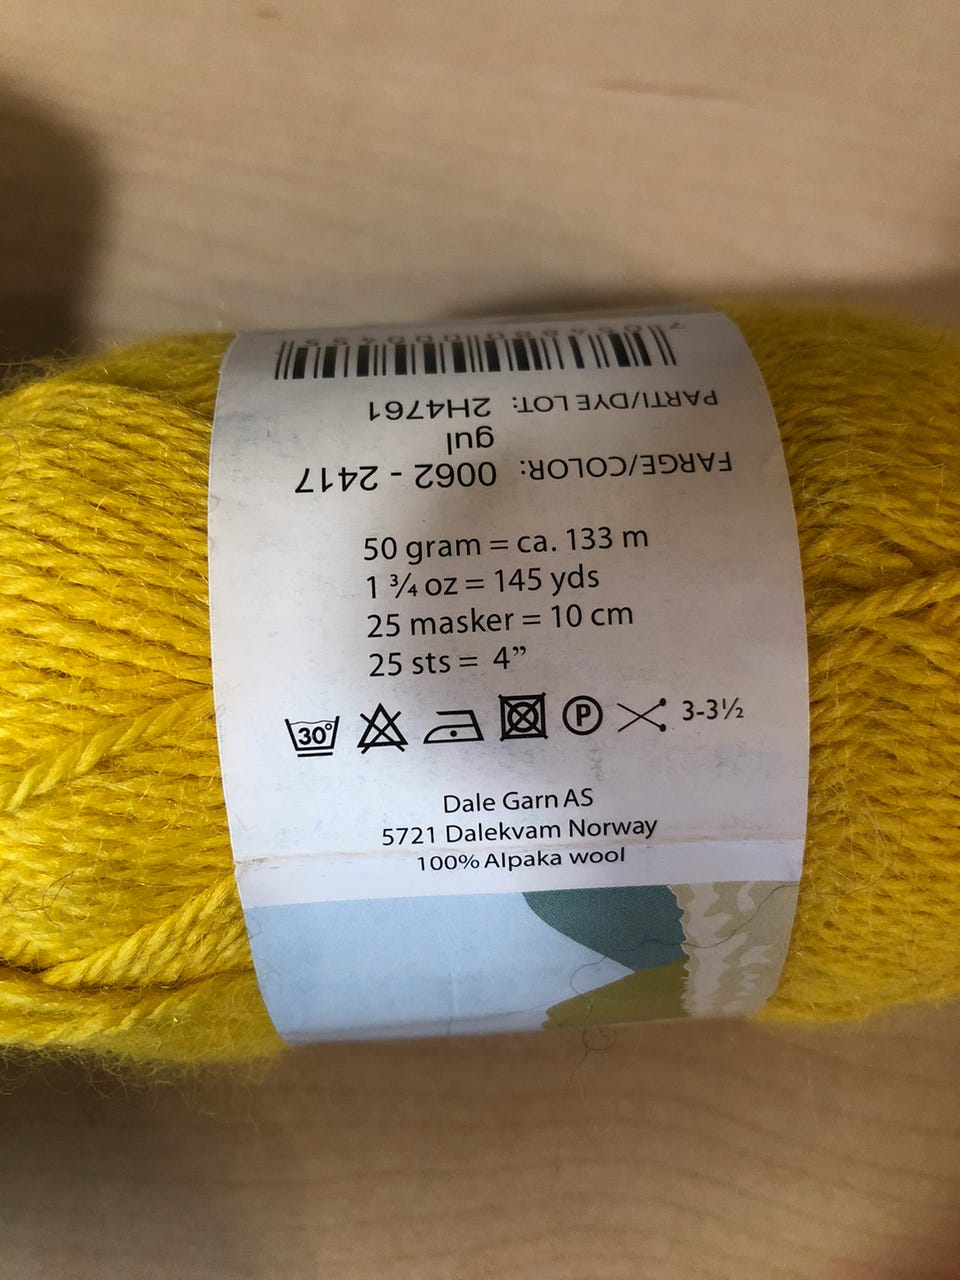 FARGE/COLOR: 0062 - 2417
gul
PARTI/DYE LOT: 2H4761
50 gram = ca. 133 m
1 ¾ oz = 145 yds
25 masker = 10 cm
25 sts = 4”
30° P 3-3½
Dale Garn AS
5721 Dalekvam Norway
100% Alpaka wool